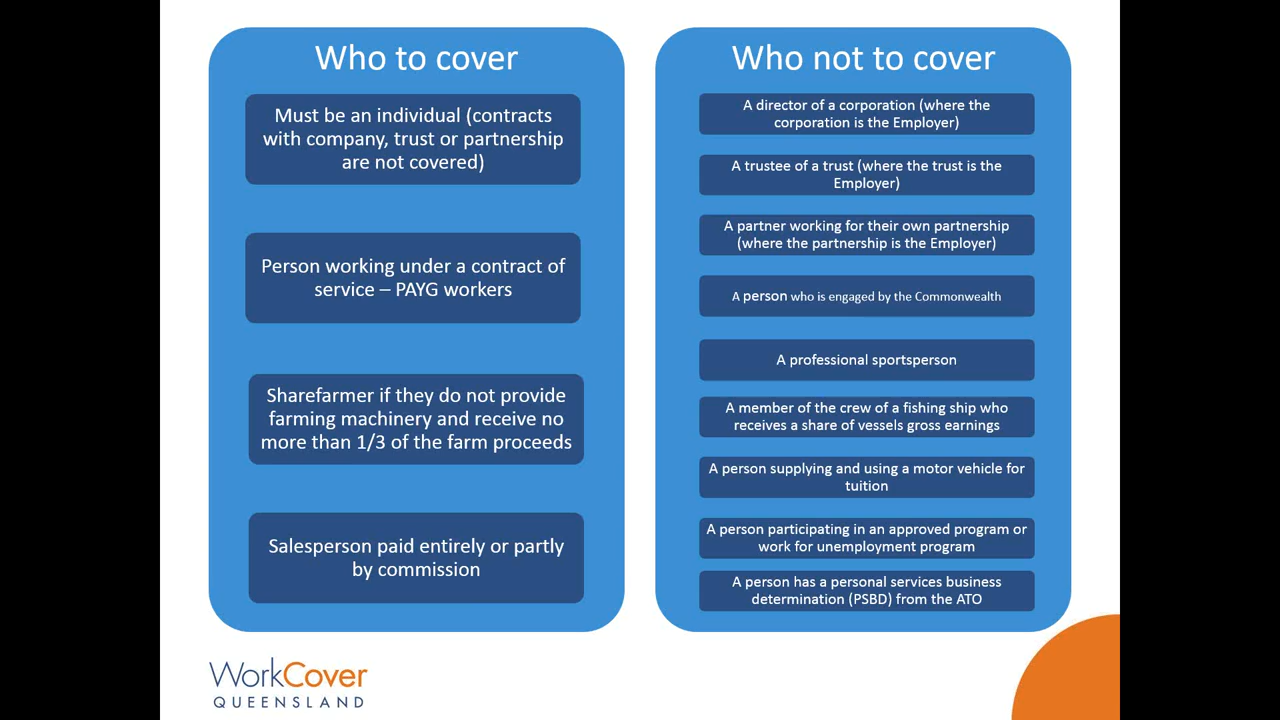 Who to cover
Must be an individual (contracts
with company, trust or partnership
are not covered)
Person working under a contract of
service – PAYG workers
Sharefarmer if they do not provide
farming machinery and receive no
more than 1/3 of the farm proceeds
Salesperson paid entirely or partly
by commission
Who not to cover
A director of a corporation (where the
corporation is the Employer)
A trustee of a trust (where the trust is the
Employer)
A partner working for their own partnership
(where the partnership is the Employer)
A person who is engaged by the Commonwealth
A professional sportsperson
A member of the crew of a fishing ship who
receives a share of vessels gross earnings
A person supplying and using a motor vehicle for
tuition
A person participating in an approved program or
work for unemployment program
A person has a personal services business
determination (PSBD) from the ATO
WorkCover
QUEENSLAND